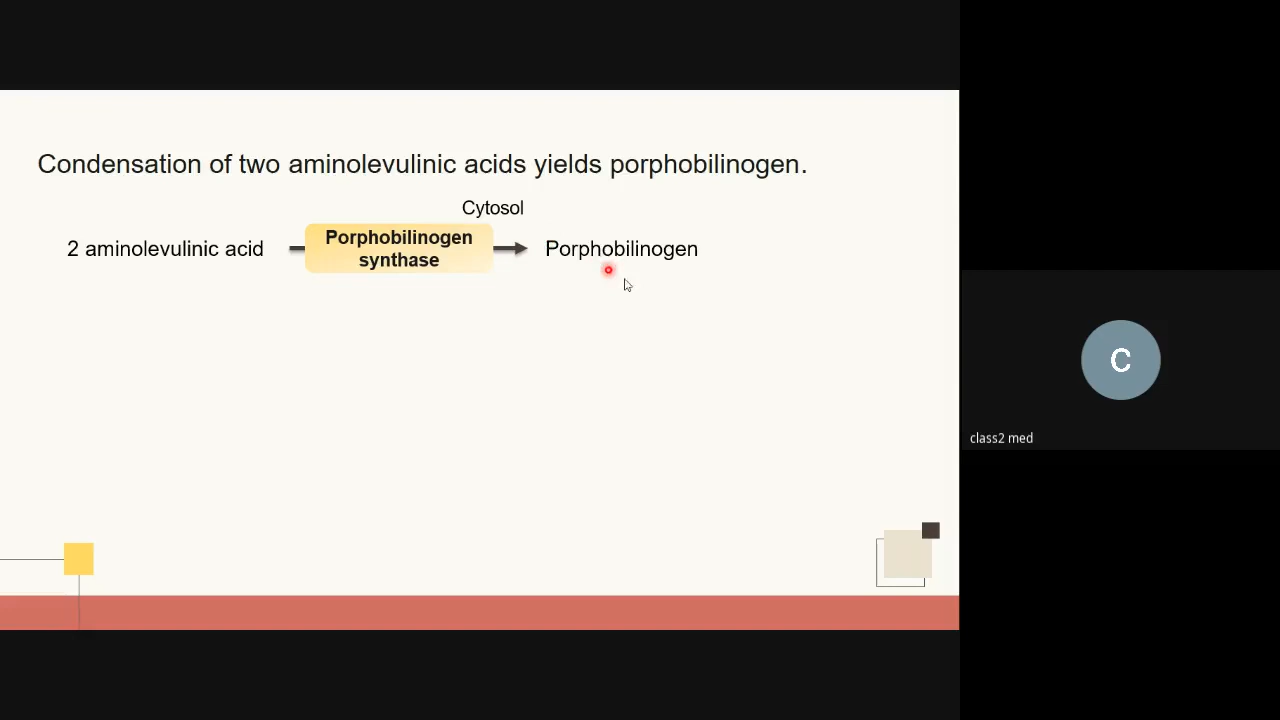 Condensation of two aminolevulinic acids yields porphobilinogen.
Cytosol
2 aminolevulinic acid
Porphobilinogen
synthase
Porphobilinogen
C
class2 med